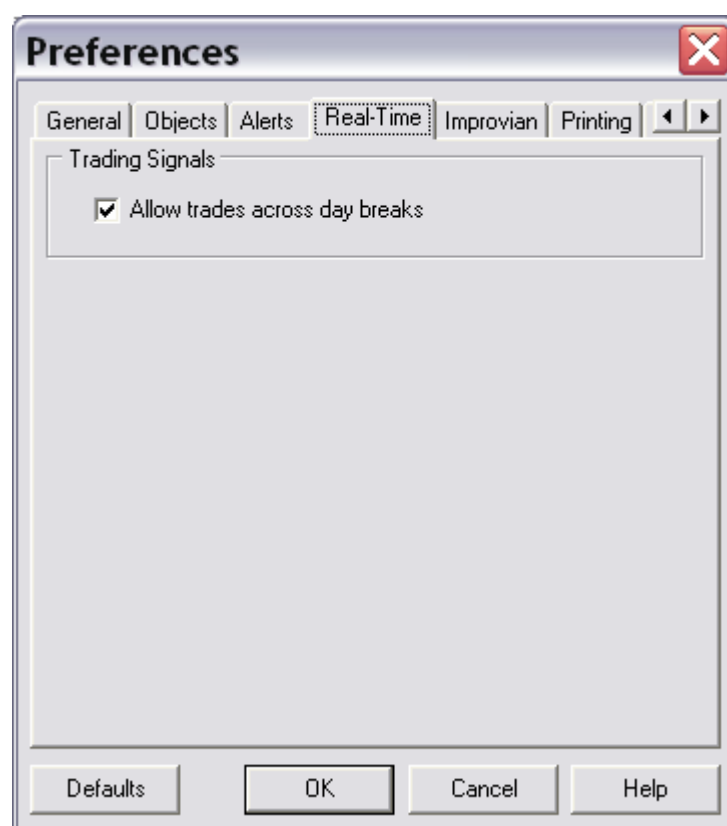 Preferences
General Objects Alerts Real-Time Improvian Printing
Trading Signals
Allow trades across day breaks
Defaults OK Cancel Help